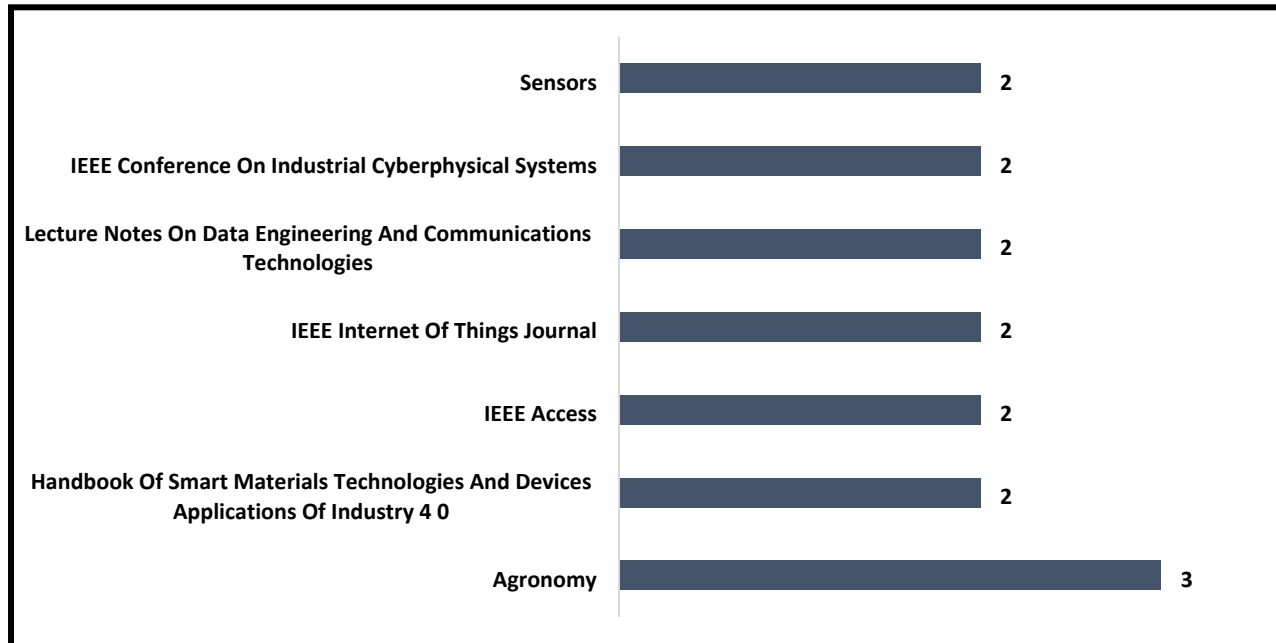 Sensors 2
IEEE Conference On Industrial Cyberphysical Systems 2
Lecture Notes On Data Engineering And Communications
Technologies 2
IEEE Internet Of Things Journal 2
IEEE Access 2
Handbook Of Smart Materials Technologies And Devices
Applications Of Industry 4 0 2
Agronomy 3